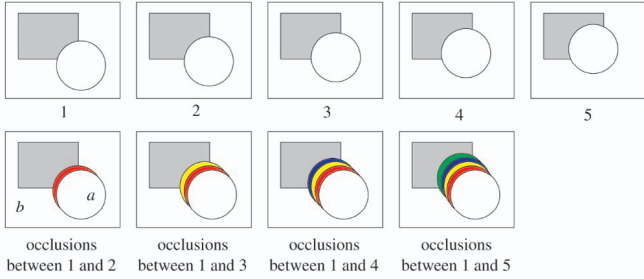 1
2
3
4
5
b
a
occlusions
between 1 and 2
occlusions
between 1 and 3
occlusions
between 1 and 4
occlusions
between 1 and 5